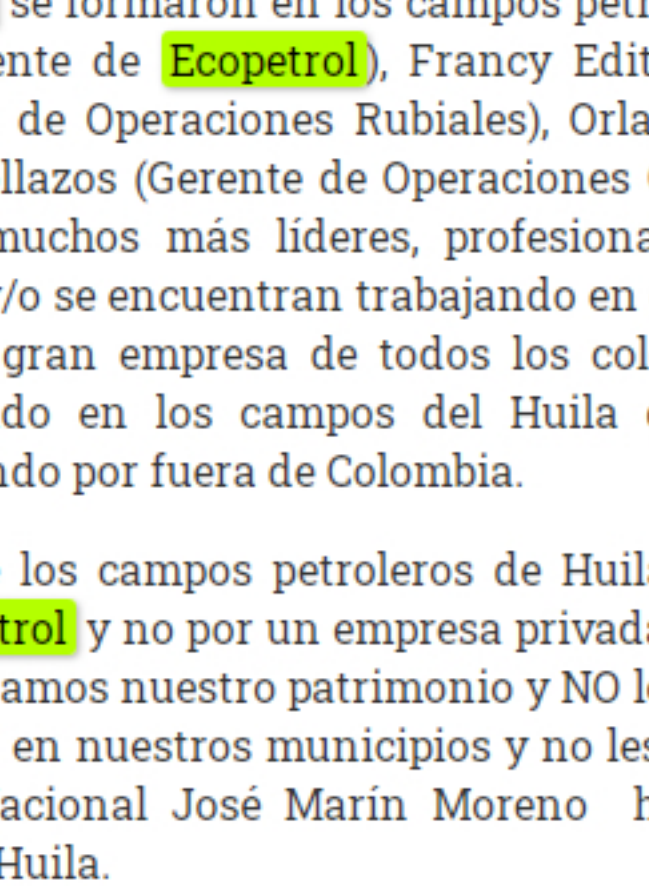 se formaron en los campos petr
ente de Ecopetrol), Francy Edit
de Operaciones Rubiales), Orla
llazos (Gerente de Operaciones
muchos más líderes, profesiona
y/o se encuentran trabajando en
gran empresa de todos los col
do en los campos del Huila
ndo por fuera de Colombia.
los campos petroleros de Huila
trol y no por un empresa privada
amos nuestro patrimonio y NO l
en nuestros municipios y no les
acional José Marín Moreno h
Huila.